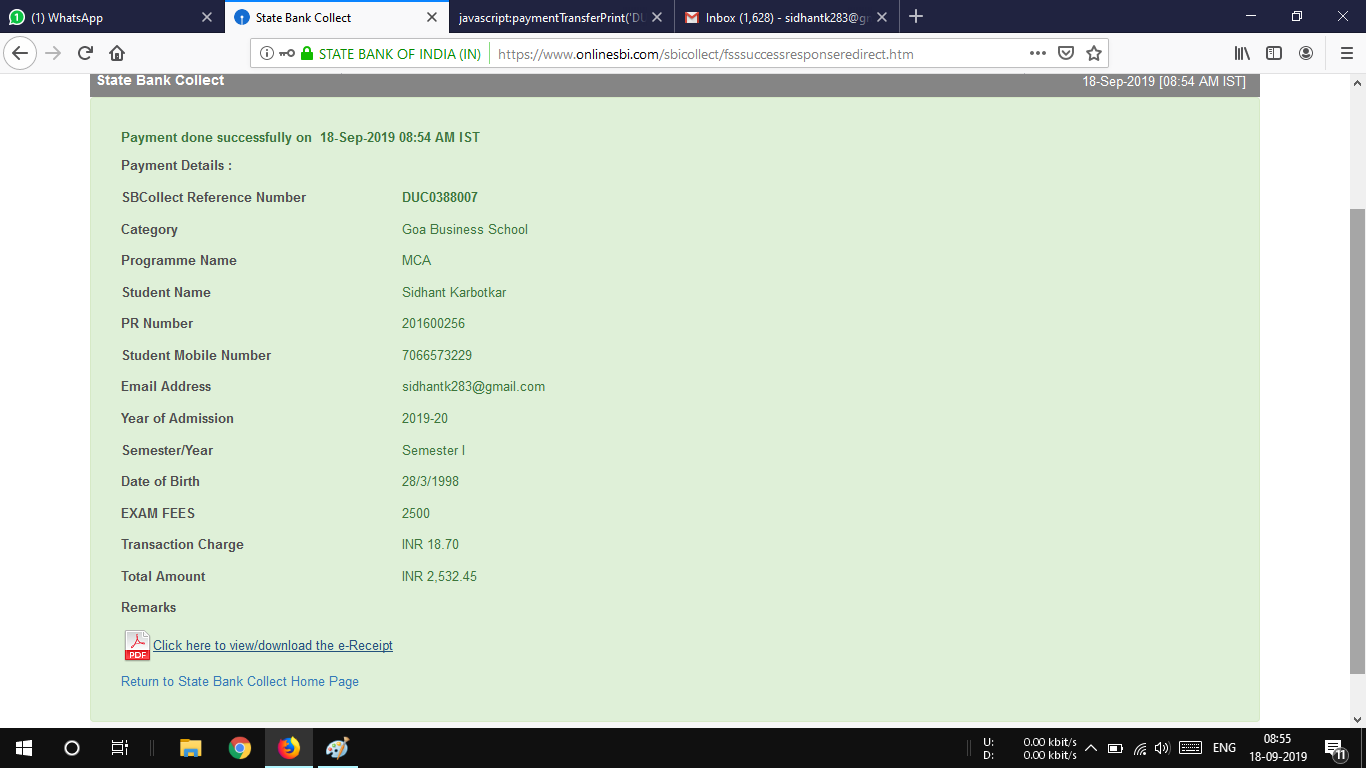 (1) WhatsApp
State Bank Collect
javascript:paymentTransferPrint('DU
Inbox (1,628) - sidhantk283@g
STATE BANK OF INDIA (IN)
https://www.onlinesbi.com/sbicollect/fsssuccessresponseredirect.htm
State Bank Collect
18-Sep-2019 [08:54 AM IST]
Payment done successfully on 18-Sep-2019 08:54 AM IST
Payment Details :
SBCollect Reference Number DUC0388007
Category Goa Business School
Programme Name MCA
Student Name Sidhant Karbotkar
PR Number 201600256
Student Mobile Number 7066573229
Email Address sidhantk283@gmail.com
Year of Admission 2019-20
Semester/Year Semester I
Date of Birth 28/3/1998
EXAM FEES 2500
Transaction Charge INR 18.70
Total Amount INR 2,532.45
Remarks
PDF Click here to view/download the e-Receipt
Return to State Bank Collect Home Page
U: 0.00 kbit/s
D: 0.00 kbit/s
ENG
08:55
18-09-2019
11